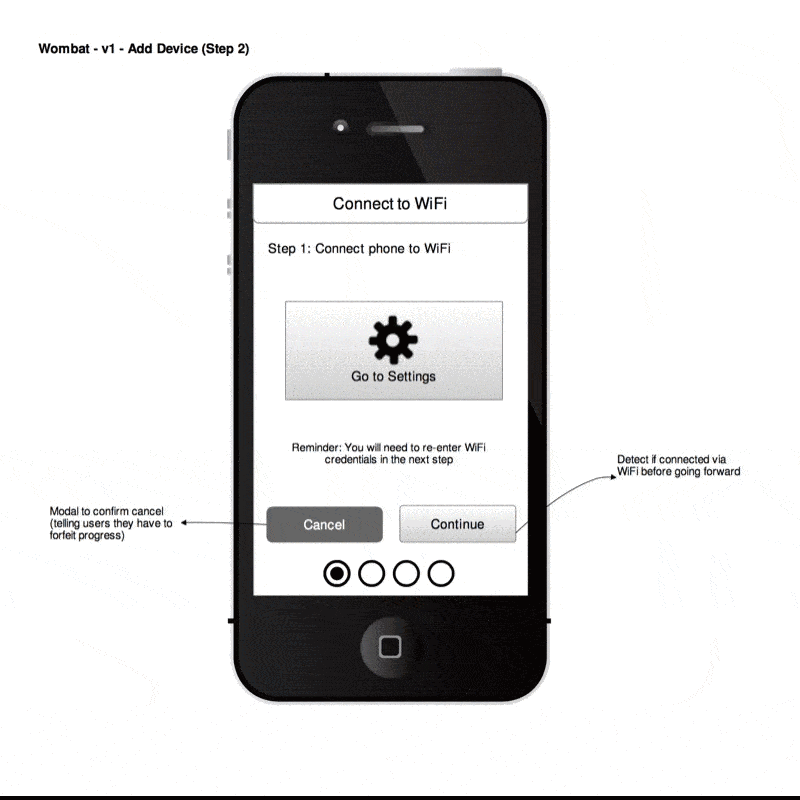 Wombat - v1 - Add Device (Step 2)
Connect to WiFi
Step 1: Connect phone to WiFi
Go to Settings
Reminder: You will need to re-enter WiFi
credentials in the next step
Detect if connected via
WiFi before going forward
Modal to confirm cancel
(telling users they have to
forfeit progress)
Cancel
Continue